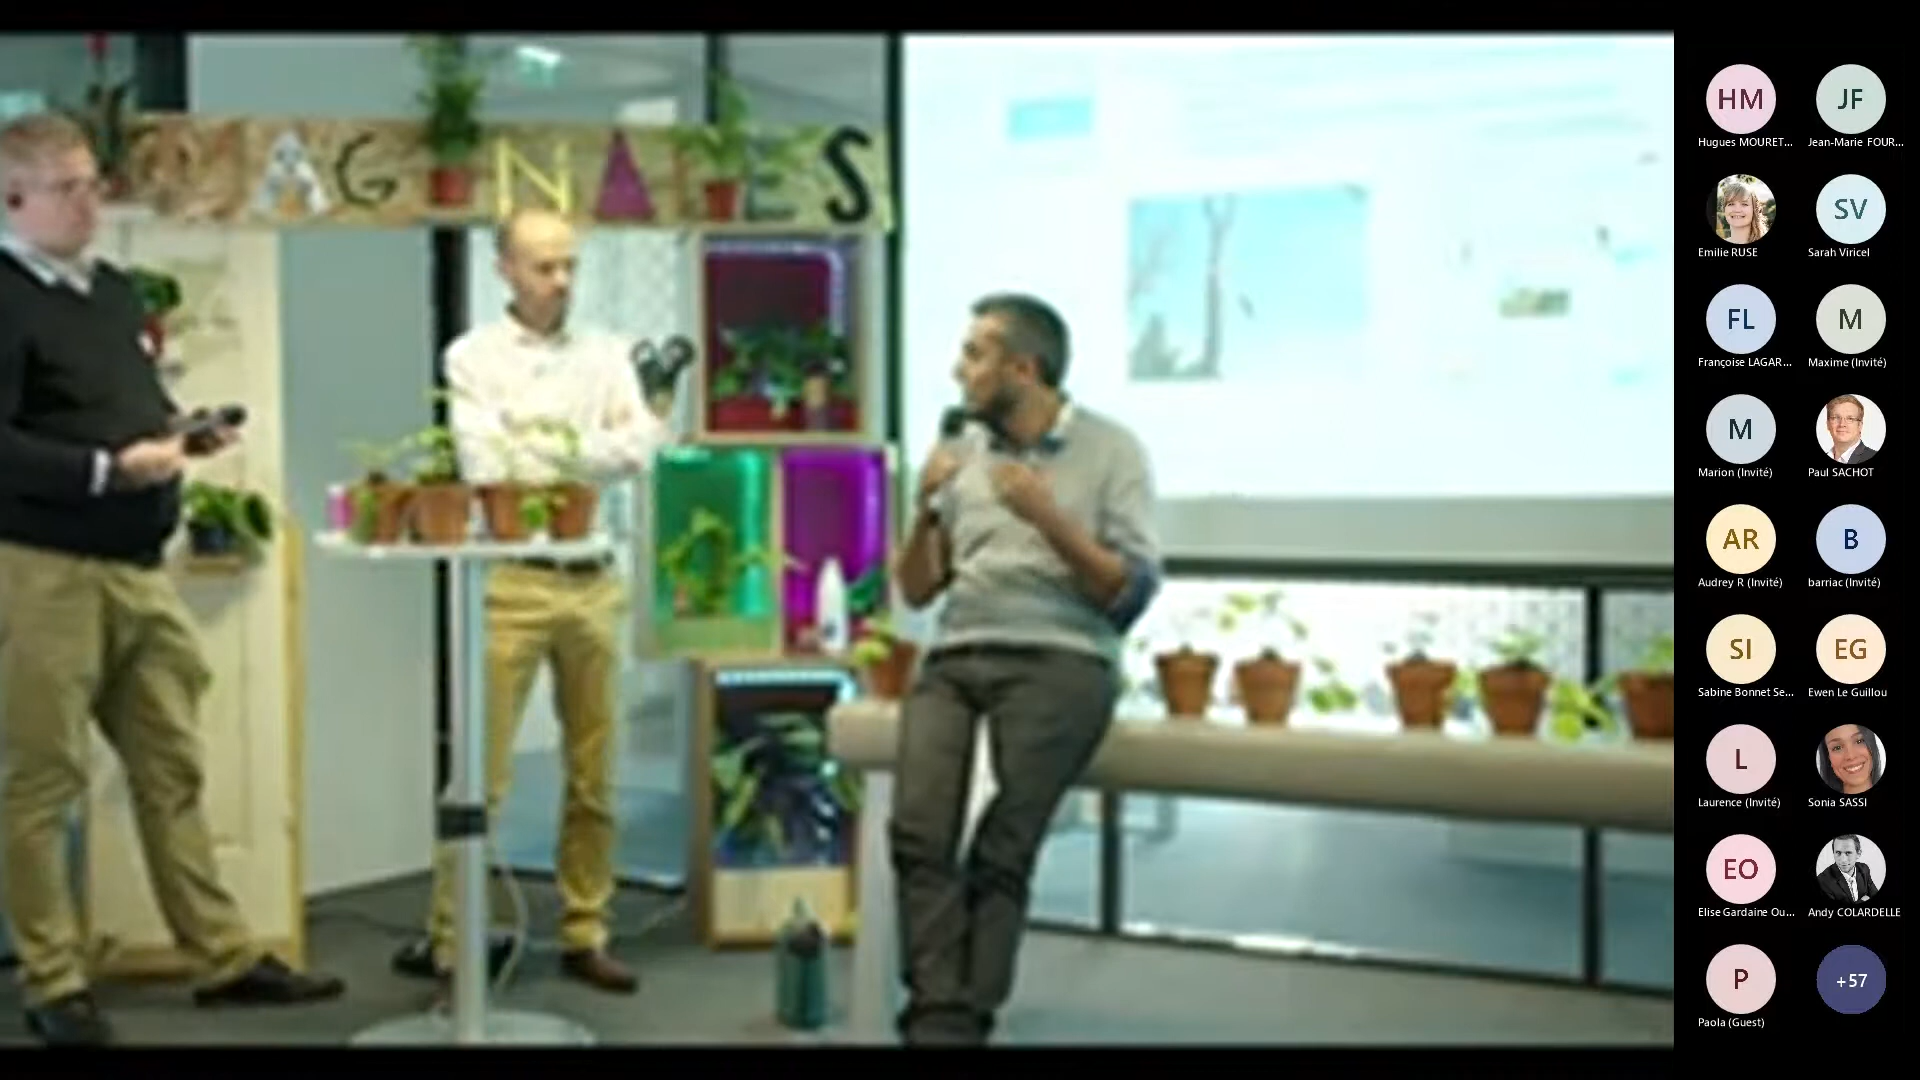 AGNES
HM
JF
Hugues MOURET...
Jean-Marie FOUR...
SV
Emilie RUSE
Sarah Viricel
FL
M
Françoise LAGAR...
Maxime (Invité)
M
Marion (Invité)
Paul SACHOT
AR
B
Audrey R (Invité)
barriac (Invité)
SI
EG
Sabine Bonnet Se...
Ewen Le Guillou
L
Laurence (Invité)
Sonia SASSI
EO
Elise Gardaine Ou...
Andy COLARDELLE
P
+57
Paola (Guest)